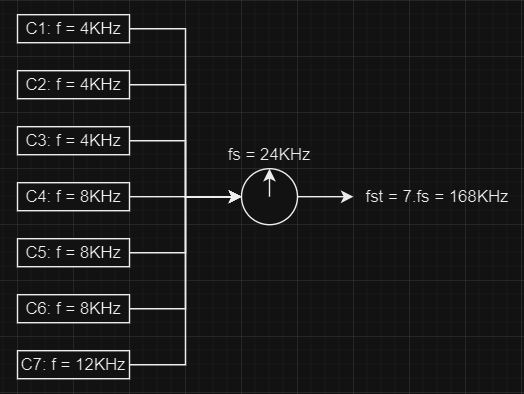 C1: f = 4KHz
C2: f = 4KHz
C3: f = 4KHz
fs = 24KHz
C4: f = 8KHz
fst = 7.fs = 168KHz
C5: f = 8KHz
C6: f = 8KHz
C7: f = 12KHz